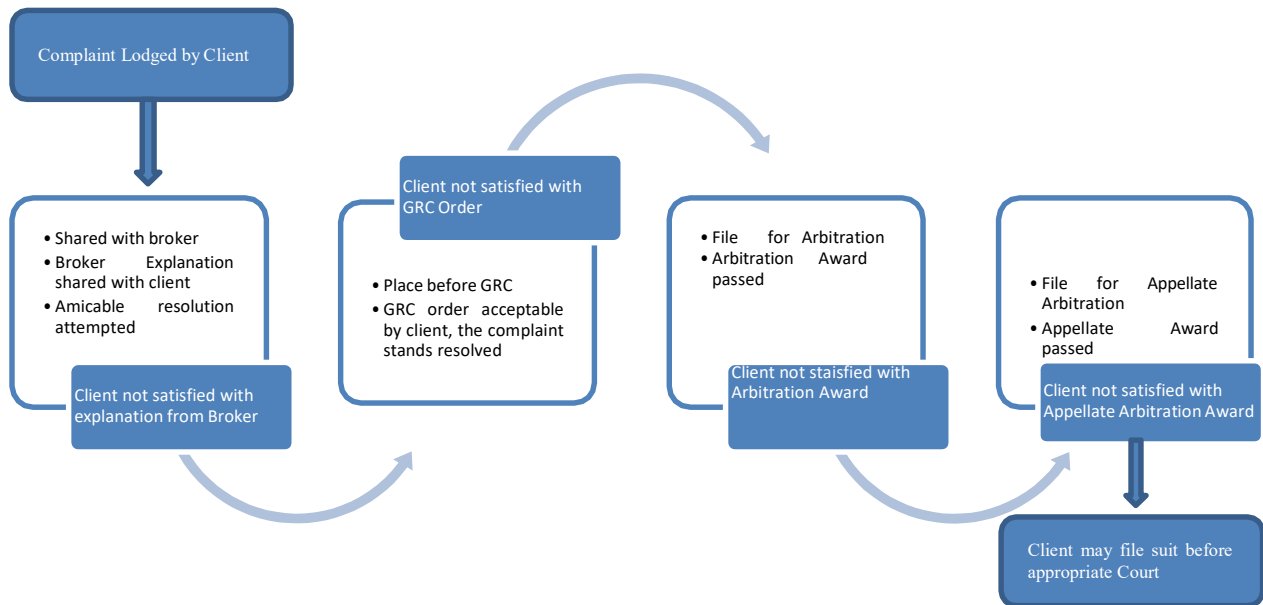 Complaint Lodged by Client
• Shared with broker
• Broker Explanation
shared with client
• Amicable resolution
attempted
Client not satisfied with
explanation from Broker
Client not satisfied with
GRC Order
• Place before GRC
• GRC order acceptable
by client, the complaint
stands resolved
• File for Arbitration
• Arbitration Award
passed
Client not staisfied with
Arbitration Award
• File for Appellate
Arbitration
• Appellate Award
passed
Client not satisfied with
Appellate Arbitration Award
Client may file suit before
appropriate Court